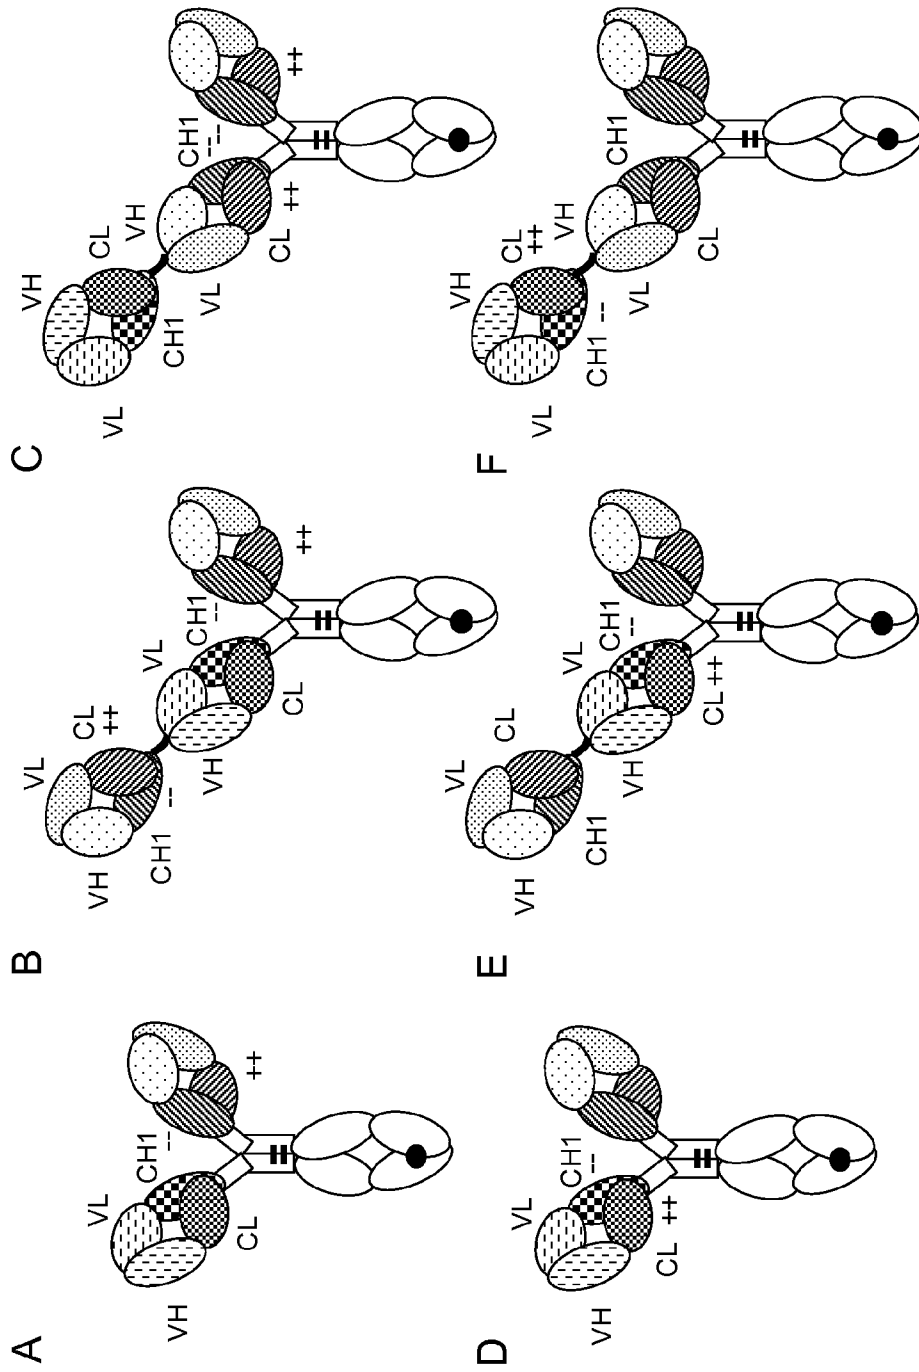 A
VH
VL
CH1
--
CL
++
B
VH
VL
CL
++
CH1
--
VH
VL
CH1
--
CL
++
C
VL
VH
CL
CH1
VH
VL
CH1
--
--
CL
++
++
D
VH
VL
CH1
--
CL ++
E
VH
VL
CL
CH1
VH
VL
CH1
--
CL ++
F
VL
VH
CL
++
CH1 --
VH
VL
CH1
CL